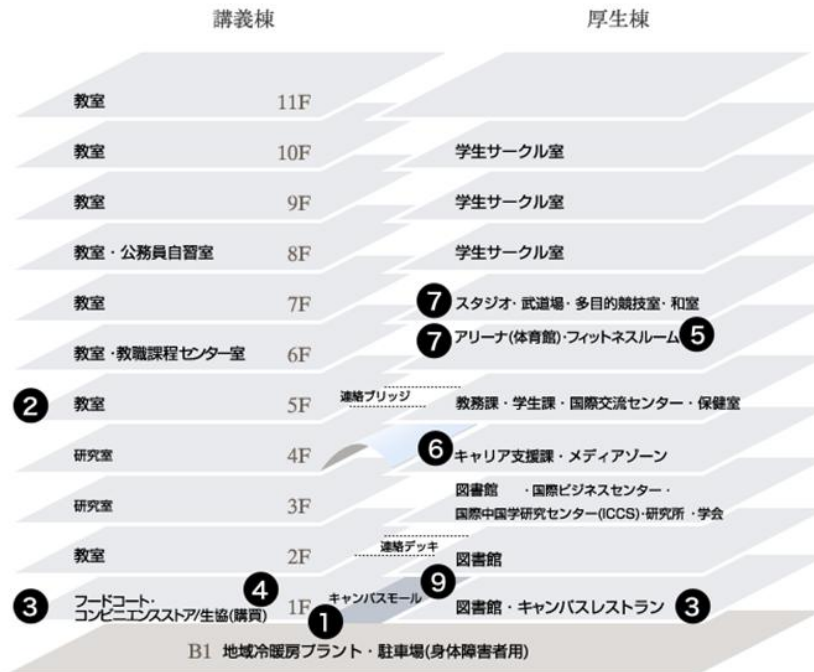 講義棟
厚生棟
教室 11F
教室 10F 学生サークル室
教室 9F 学生サークル室
教室・公務員自習室 8F 学生サークル室
教室 7F ❼ スタジオ・武道場・多目的競技室・和室
教室・教職課程センター室 6F ❼ アリーナ(体育館)・フィットネスルーム ❺
❷ 教室 5F 連絡ブリッジ 教務課・学生課・国際交流センター・保健室
研究室 4F ❻ キャリア支援課・メディアゾーン
研究室 3F 図書館 ・国際ビジネスセンター・
国際中国学研究センター(ICCS)・研究所・学会
教室 2F 連絡デッキ 図書館
❸ フードコート・
コンビニエンスストア/生協(購買) ❹ 1F ❶ キャンパスモール ❾ 図書館・キャンパスレストラン ❸
B1 地域冷暖房プラント・駐車場(身体障害者用)